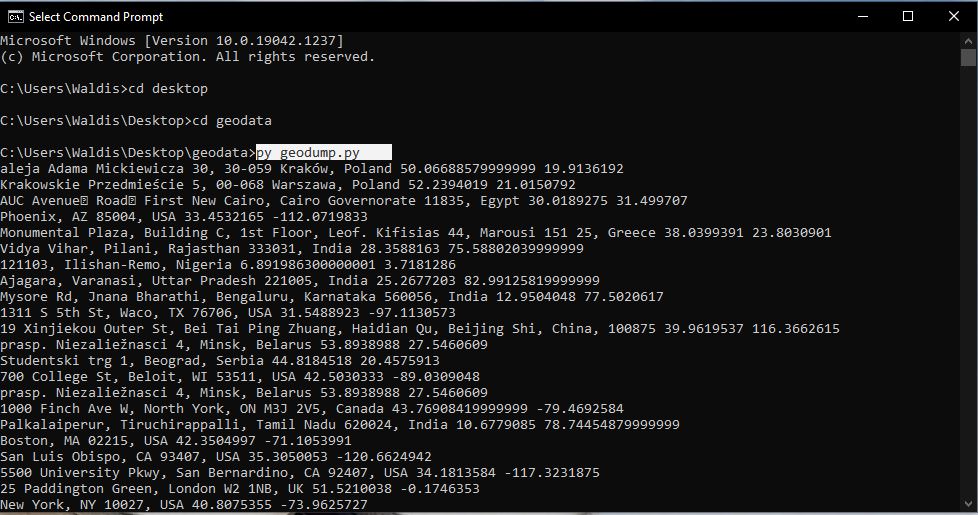 Select Command Prompt
Microsoft Windows [Version 10.0.19042.1237]
(c) Microsoft Corporation. All rights reserved.
C:\Users\Waldis>cd desktop
C:\Users\Waldis\Desktop>cd geodata
C:\Users\Waldis\Desktop\geodata>py geodump.py
aleja Adama Mickiewicza 30, 30-059 Kraków, Poland 50.06688579999999 19.9136192
Krakowskie Przedmieście 5, 00-068 Warszawa, Poland 52.2394019 21.0150792
AUC Avenue Road First New Cairo, Cairo Governorate 11835, Egypt 30.0189275 31.499707
Phoenix, AZ 85004, USA 33.4532165 -112.0719833
Monumental Plaza, Building C, 1st Floor, Leof. Kifisias 44, Marousi 151 25, Greece 38.0399391 23.8030901
Vidya Vihar, Pilani, Rajasthan 333031, India 28.3588163 75.58802039999999
121103, Ilishan-Remo, Nigeria 6.891986300000001 3.7181286
Ajagara, Varanasi, Uttar Pradesh 221005, India 25.2677203 82.99125819999999
Mysore Rd, Jnana Bharathi, Bengaluru, Karnataka 560056, India 12.9504048 77.5020617
1311 S 5th St, Waco, TX 76706, USA 31.5488923 -97.1130573
19 Xinjiekou Outer St, Bei Tai Ping Zhuang, Haidian Qu, Beijing Shi, China, 100875 39.9619537 116.3662615
prasp. Niezaliežnasci 4, Minsk, Belarus 53.8938988 27.5460609
Studentski trg 1, Beograd, Serbia 44.8184518 20.4575913
700 College St, Beloit, WI 53511, USA 42.5030333 -89.0309048
prasp. Niezaliežnasci 4, Minsk, Belarus 53.8938988 27.5460609
1000 Finch Ave W, North York, ON M3J 2V5, Canada 43.76908419999999 -79.4692584
Palkalaiperur, Tiruchirappalli, Tamil Nadu 620024, India 10.6779085 78.74454879999999
Boston, MA 02215, USA 42.3504997 -71.1053991
San Luis Obispo, CA 93407, USA 35.3050053 -120.6624942
5500 University Pkwy, San Bernardino, CA 92407, USA 34.1813584 -117.3231875
25 Paddington Green, London W2 1NB, UK 51.5210038 -0.1746353
New York, NY 10027, USA 40.8075355 -73.9625727